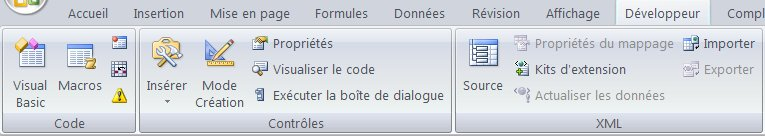 Accueil Insertion Mise en page Formules Données Révision Affichage Développeur Compl
Propriétés Propriétés du mappage Importer
Visualiser le code Kits d'extension Exporter
Visual Basic Macros Insérer Mode Création Exécuter la boîte de dialogue Source Actualiser les données
Code Contrôles XML